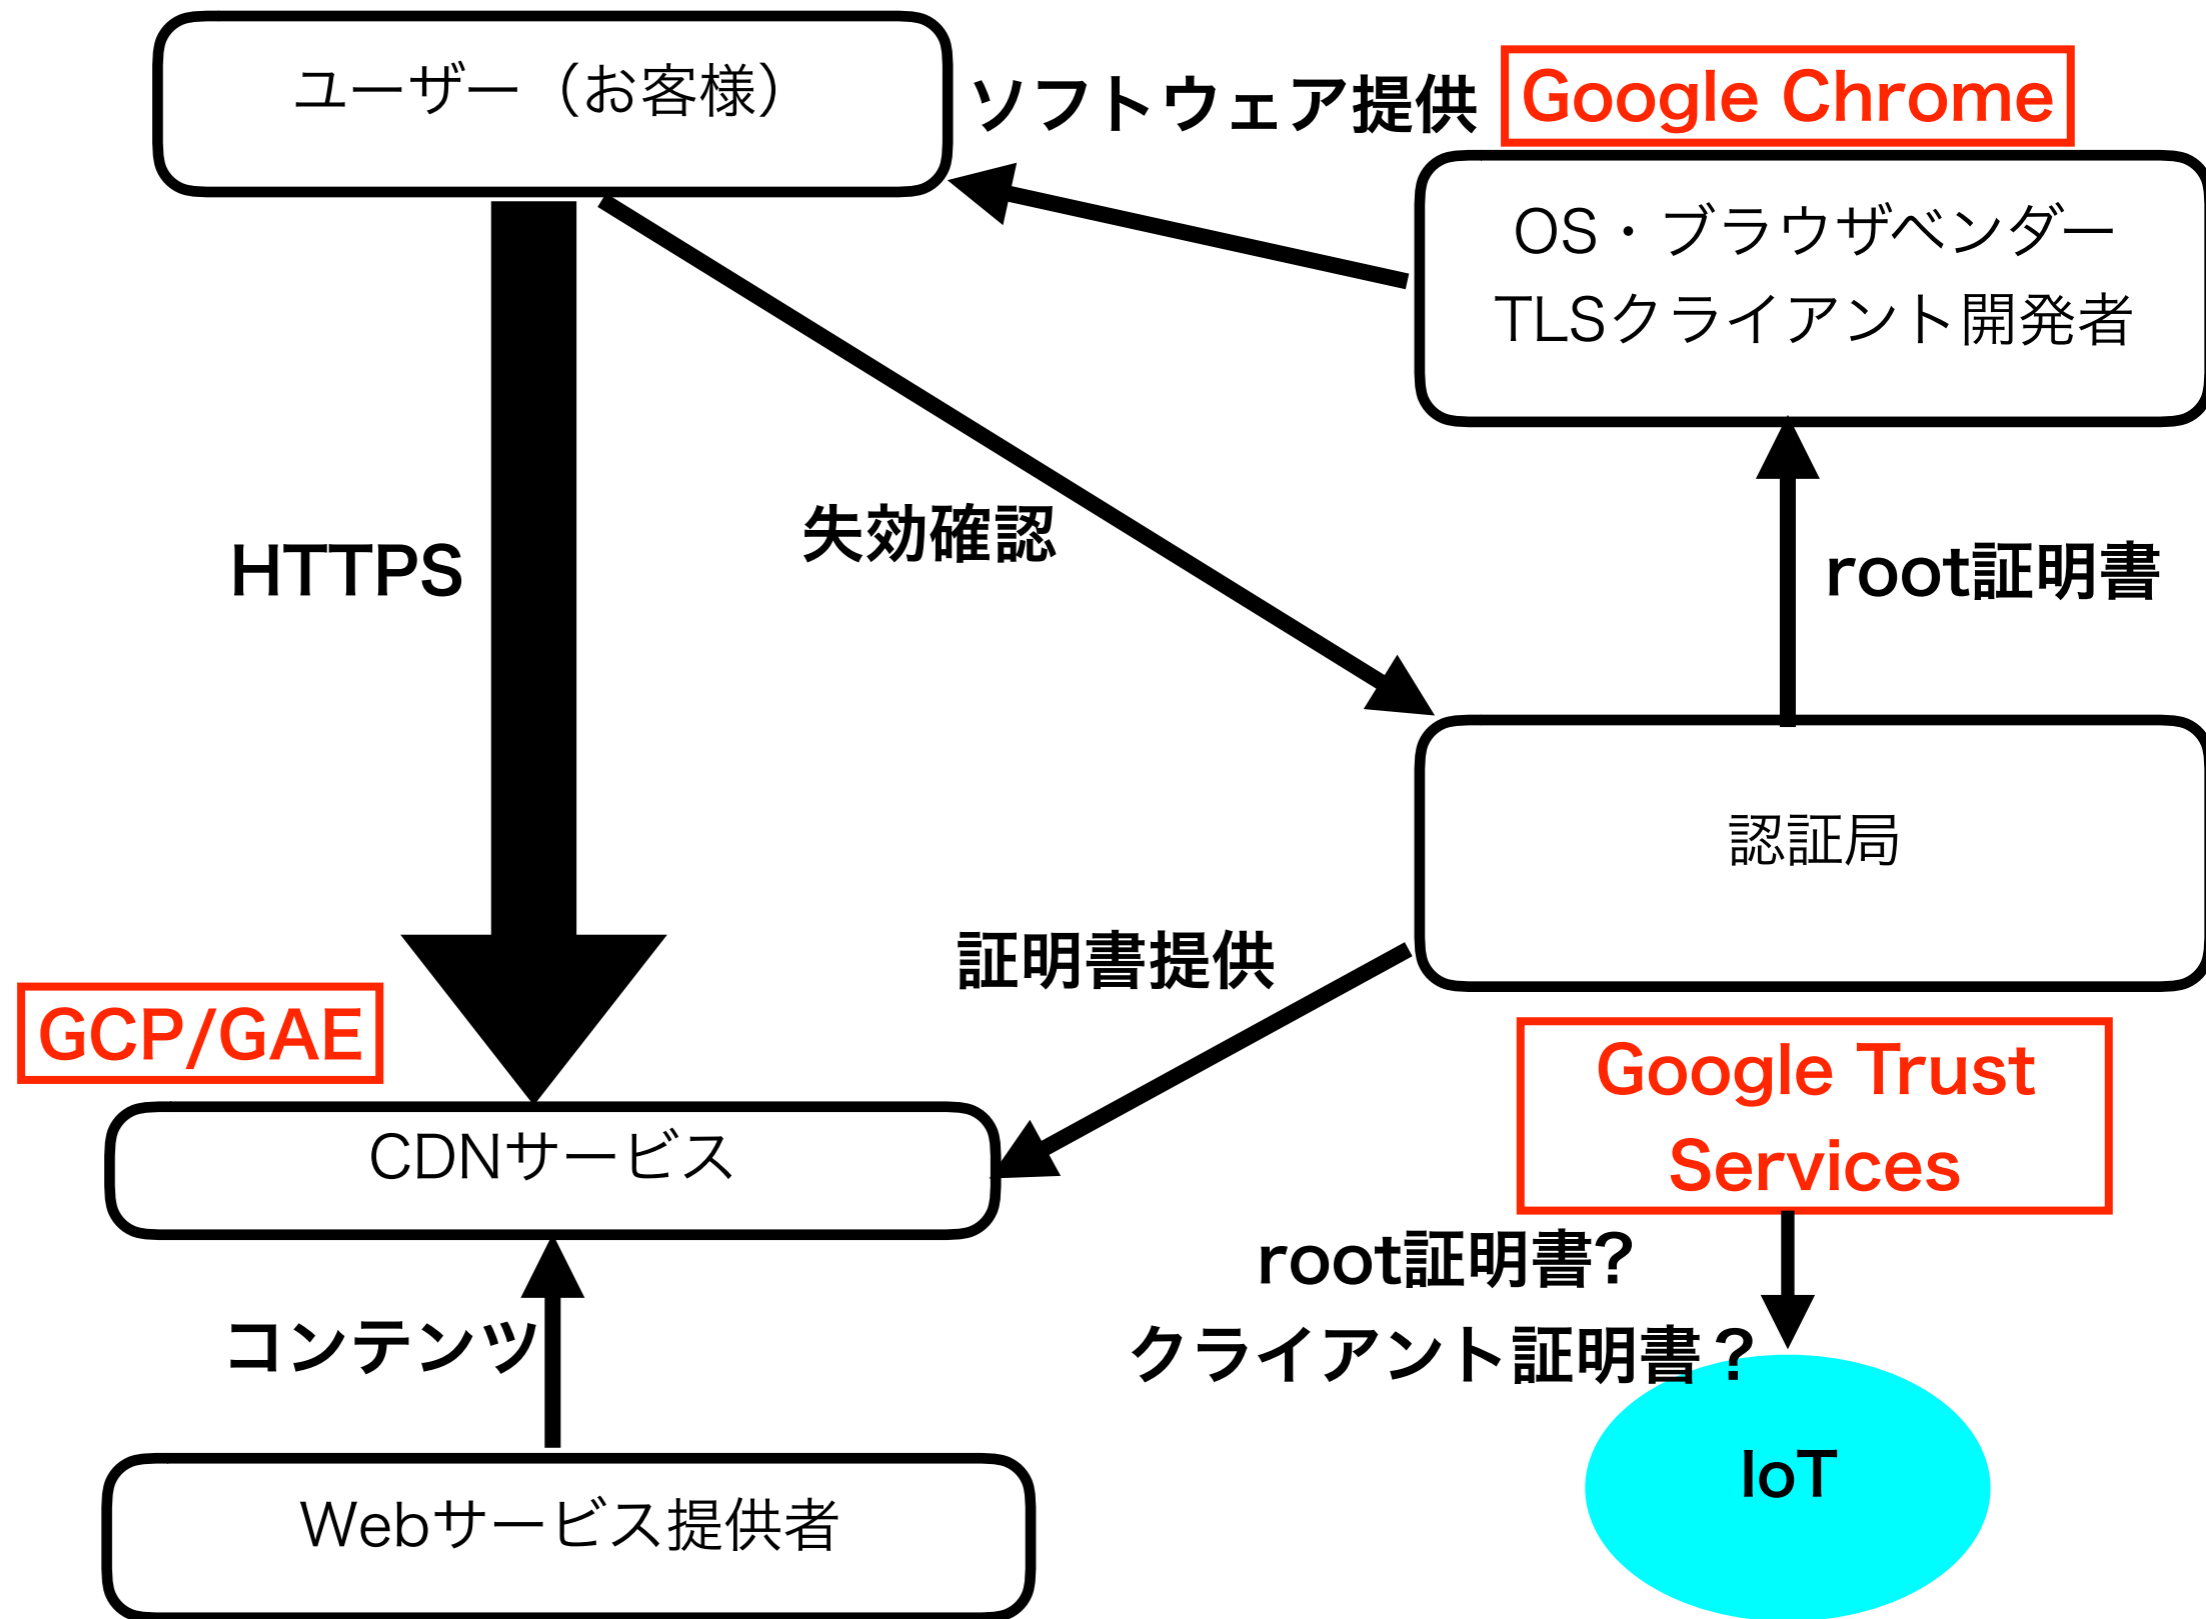 ユーザー（お客様）
ソフトウェア提供
Google Chrome
OS・ブラウザベンダー
TLSクライアント開発者
HTTPS
失効確認
root証明書
認証局
証明書提供
GCP/GAE
Google Trust
Services
CDNサービス
root証明書?
クライアント証明書？
コンテンツ
IoT
Webサービス提供者